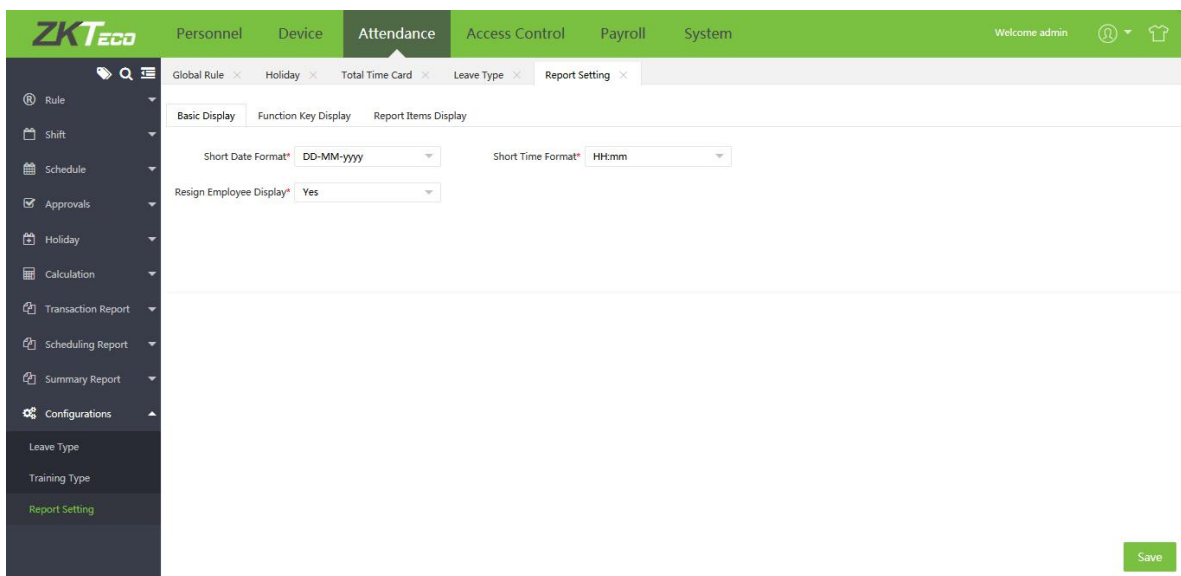 ZKTECO Personnel Device Attendance Access Control Payroll System Welcome admin
Global Rule Holiday Total Time Card Leave Type Report Setting
Rule
Basic Display Function Key Display Report Items Display
Shift
Short Date Format* DD-MM-yyyy Short Time Format* HH:mm
Schedule
Resign Employee Display* Yes
Approvals
Holiday
Calculation
Transaction Report
Scheduling Report
Summary Report
Configurations
Leave Type
Training Type
Report Setting
Save